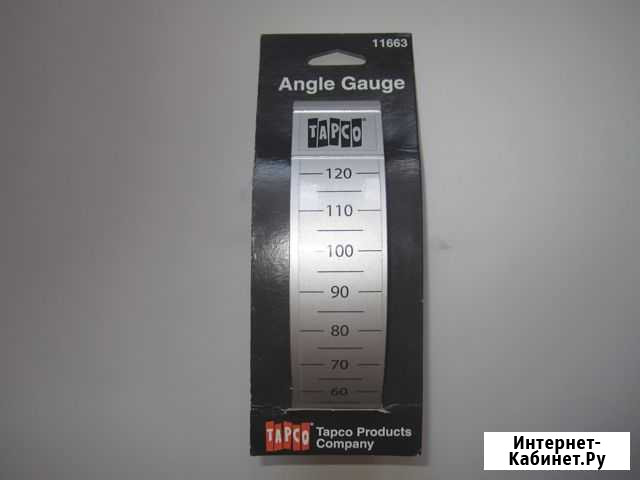 11663
Angle Gauge
TAPCO®
120
110
100
90
80
70
60
TAPCO®
Tapco Products
Company
Интернет-
Кабинет.Ру